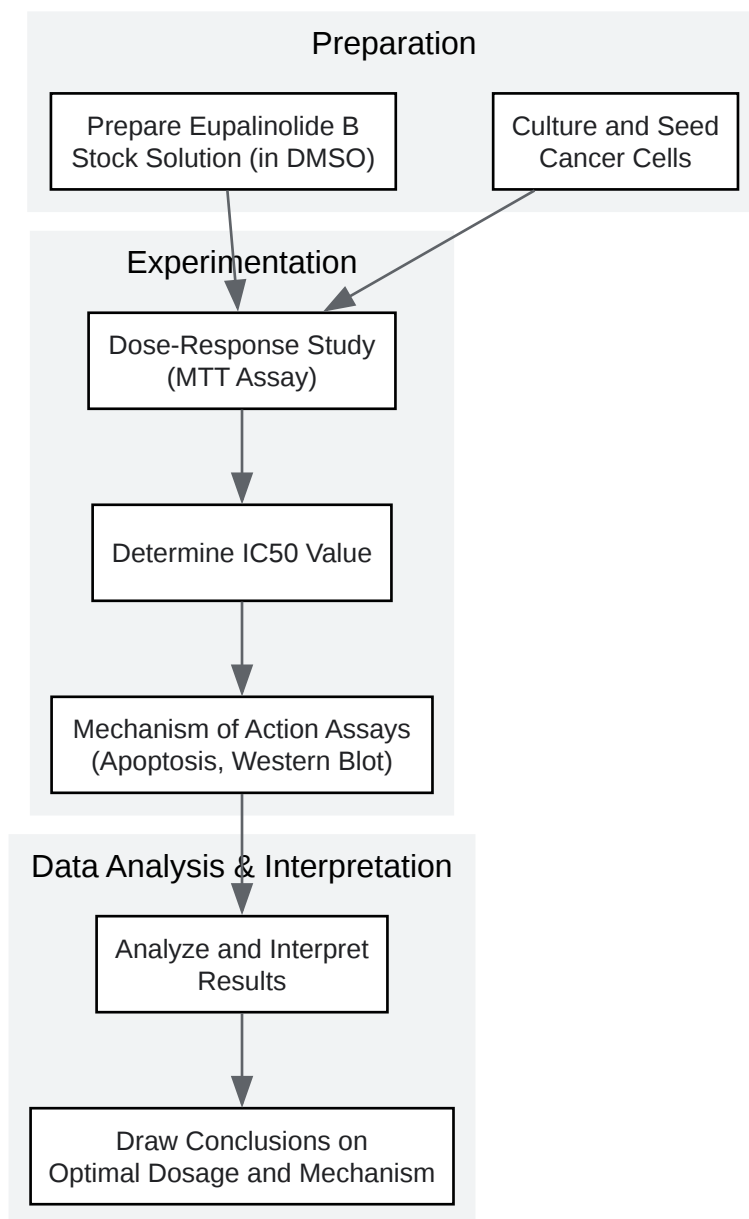 Preparation
Prepare Eupalinolide B
Stock Solution (in DMSO)
Culture and Seed
Cancer Cells
Experimentation
Dose-Response Study
(MTT Assay)
Determine IC50 Value
Mechanism of Action Assays
(Apoptosis, Western Blot)
Data Analysis & Interpretation
Analyze and Interpret
Results
Draw Conclusions on
Optimal Dosage and Mechanism